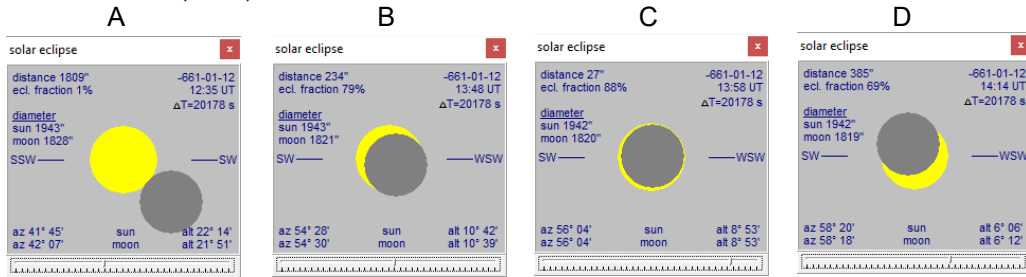 A
solar eclipse
x
distance 1809" -661-01-12
ecl. fraction 1% 12:35 UT
ΔT=20178 s
diameter
sun 1943"
moon 1828"
SSW SW
az 41° 45' sun alt 22° 14'
az 42° 07' moon alt 21° 51'
B
solar eclipse
x
distance 234" -661-01-12
ecl. fraction 79% 13:48 UT
ΔT=20178 s
diameter
sun 1943"
moon 1821"
SW WSW
az 54° 28' sun alt 10° 42'
az 54° 30' moon alt 10° 39'
C
solar eclipse
x
distance 27" -661-01-12
ecl. fraction 88% 13:58 UT
ΔT=20178 s
diameter
sun 1942"
moon 1820"
SW WSW
az 56° 04' sun alt 8° 53'
az 56° 04' moon alt 8° 53'
D
solar eclipse
x
distance 385" -661-01-12
ecl. fraction 69% 14:14 UT
ΔT=20178 s
diameter
sun 1942"
moon 1819"
SW WSW
az 58° 20' sun alt 6° 06'
az 58° 18' moon alt 6° 12'